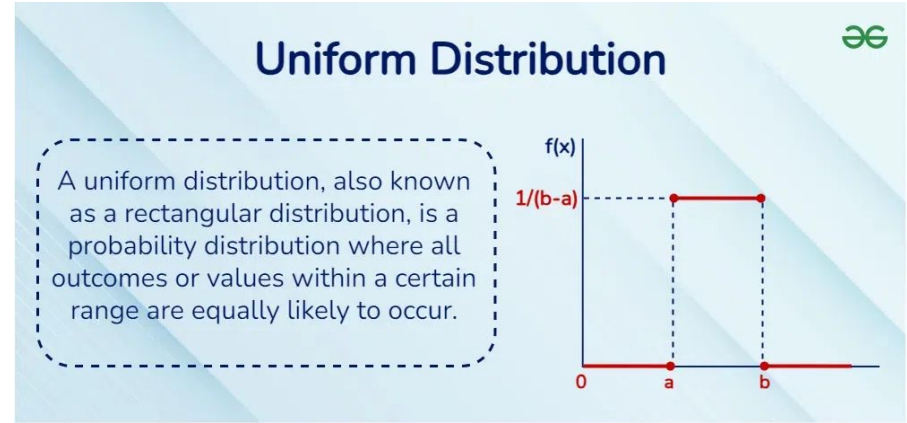 Uniform Distribution
A uniform distribution, also known
as a rectangular distribution, is a
probability distribution where all
outcomes or values within a certain
range are equally likely to occur.
f(x)
1/(b-a)
0
a
b